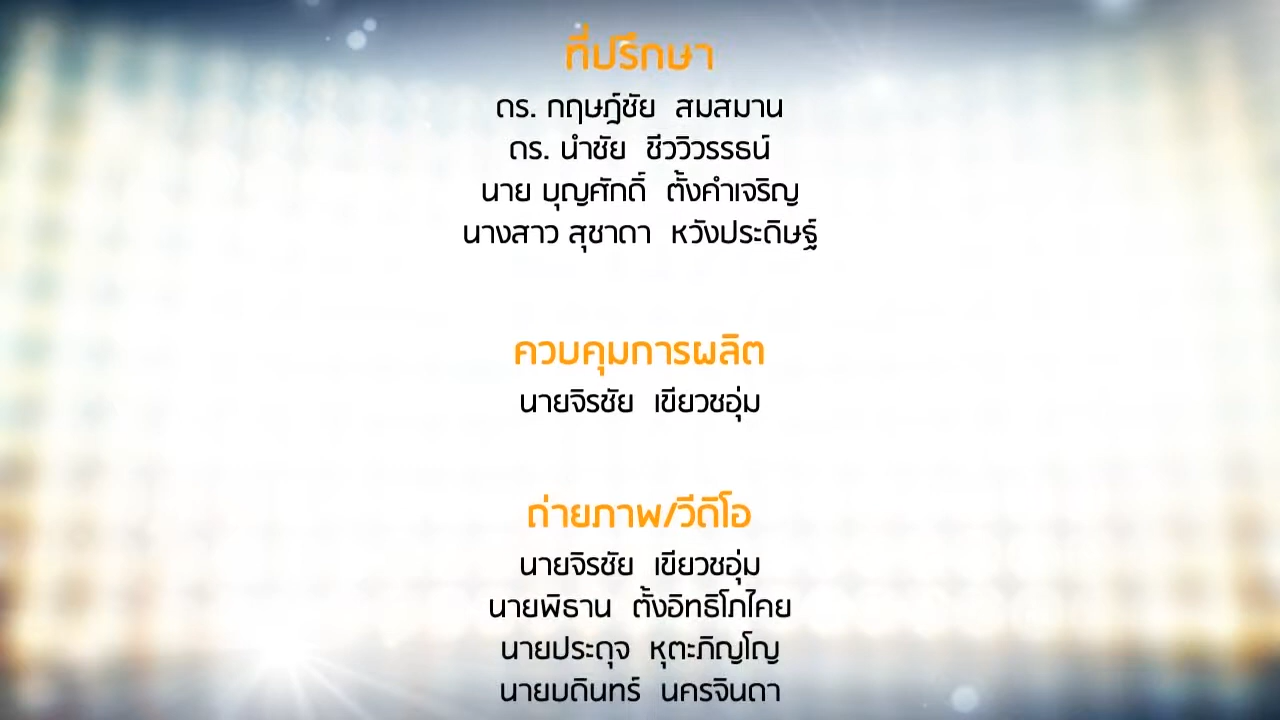 ที่ปรึกษา
ดร. กฤษฎ์ชัย สมสมาน
ดร. นำชัย ชีววิวรรธน์
นาย บุญศักดิ์ ตั้งคำเจริญ
นางสาว สุชาดา หวังประดิษฐ์
ควบคุมการผลิต
นายจิรชัย เขียวชอุ่ม
ถ่ายภาพ/วีดิโอ
นายจิรชัย เขียวชอุ่ม
นายพิธาน ตั้งอิทธิโภไคย
นายประดุจ หุตะภิญโญ
นายบดินทร์ นครจินดา